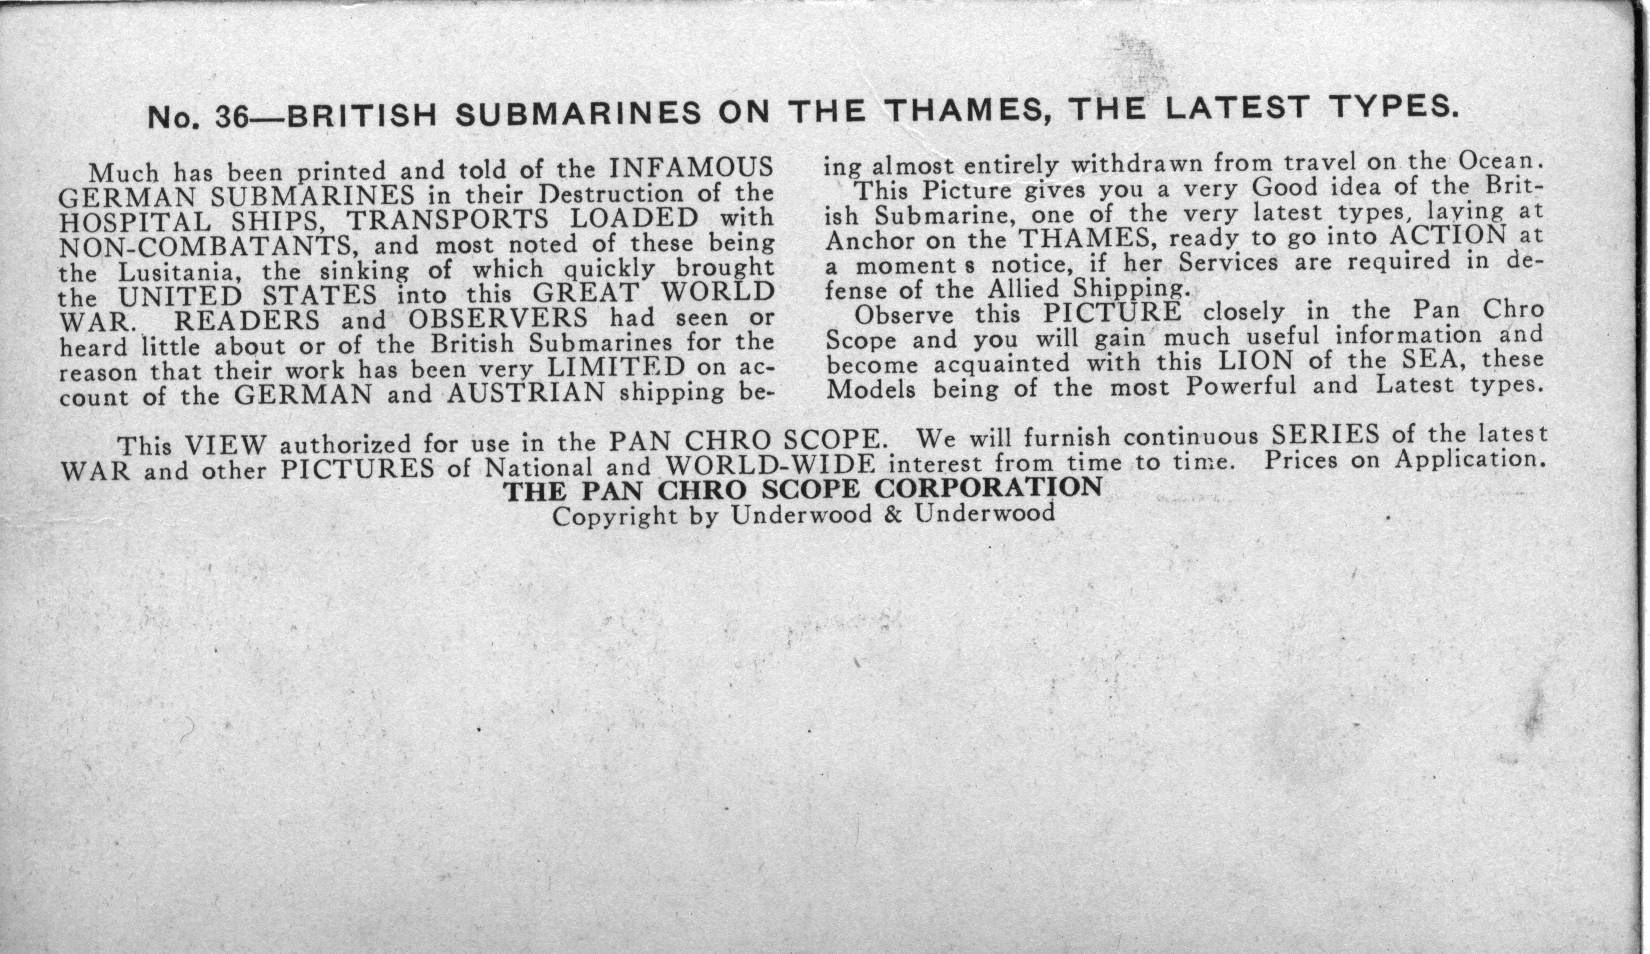 No. 36—BRITISH SUBMARINES ON THE THAMES, THE LATEST TYPES.
Much has been printed and told of the INFAMOUS
GERMAN SUBMARINES in their Destruction of the
HOSPITAL SHIPS, TRANSPORTS LOADED with
NON-COMBATANTS, and most noted of these being
the Lusitania, the sinking of which quickly brought
the UNITED STATES into this GREAT WORLD
WAR. READERS and OBSERVERS had seen or
heard little about or of the British Submarines for the
reason that their work has been very LIMITED on ac-
count of the GERMAN and AUSTRIAN shipping be-
ing almost entirely withdrawn from travel on the Ocean.
This Picture gives you a very Good idea of the Brit-
ish Submarine, one of the very latest types, laying at
Anchor on the THAMES, ready to go into ACTION at
a moment s notice, if her Services are required in de-
fense of the Allied Shipping.
Observe this PICTURE closely in the Pan Chro
Scope and you will gain much useful information and
become acquainted with this LION of the SEA, these
Models being of the most Powerful and Latest types.
This VIEW authorized for use in the PAN CHRO SCOPE. We will furnish continuous SERIES of the latest
WAR and other PICTURES of National and WORLD-WIDE interest from time to time. Prices on Application.
THE PAN CHRO SCOPE CORPORATION
Copyright by Underwood & Underwood